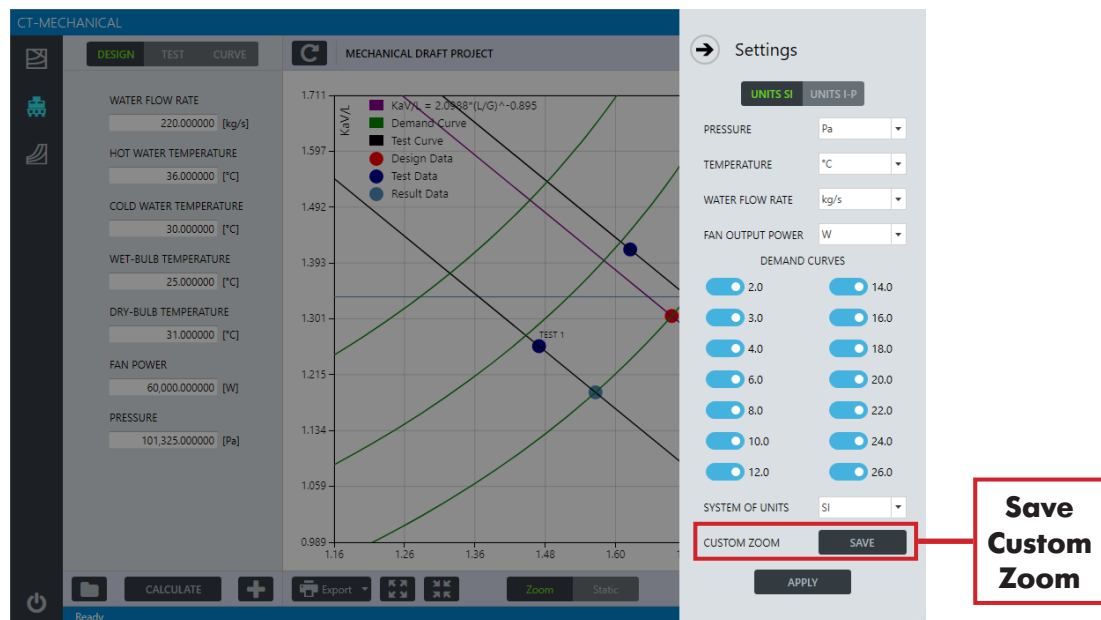 CT-MECHANICAL
DESIGN TEST CURVE
WATER FLOW RATE
220.000000 [kg/s]
HOT WATER TEMPERATURE
36.000000 [°C]
COLD WATER TEMPERATURE
30.000000 [°C]
WET-BULB TEMPERATURE
25.000000 [°C]
DRY-BULB TEMPERATURE
31.000000 [°C]
FAN POWER
60,000.000000 [W]
PRESSURE
101,325.000000 [Pa]
CALCULATE
Ready
MECHANICAL DRAFT PROJECT
KaV/L
1.711
1.597
1.492
1.393
1.301
1.215
1.134
1.059
0.989
KaV/L = 2.0988*(L/G)^-0.895
Demand Curve
Test Curve
Design Data
Test Data
Result Data
TEST 1
1.16 1.26 1.36 1.48 1.60
Export Zoom Static
Settings
UNITS SI UNITS I-P
PRESSURE Pa
TEMPERATURE °C
WATER FLOW RATE kg/s
FAN OUTPUT POWER W
DEMAND CURVES
2.0 14.0
3.0 16.0
4.0 18.0
6.0 20.0
8.0 22.0
10.0 24.0
12.0 26.0
SYSTEM OF UNITS SI
CUSTOM ZOOM SAVE
APPLY
Save
Custom
Zoom